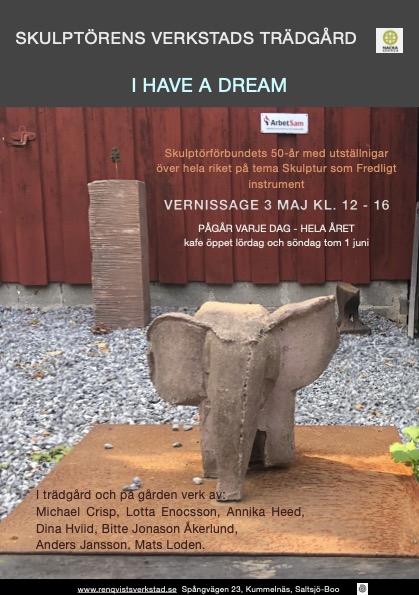 SKULPTÖRENS VERKSTADS TRÄDGÅRD
NACKA
I HAVE A DREAM
ArbetSam
Skulptörförbundets 50-år med utställnigar
över hela riket på tema Skulptur som Fredligt
instrument
VERNISSAGE 3 MAJ KL. 12 - 16
PÅGÅR VARJE DAG - HELA ÅRET
kafe öppet lördag och söndag tom 1 juni
I trädgård och på gården verk av:
Michael Crisp, Lotta Enocsson, Annika Heed,
Dina Hviid, Bitte Jonason Åkerlund,
Anders Jansson, Mats Loden.
www.renqvistsverkstad.se Spångvägen 23, Kummelnäs, Saltsjö-Boo